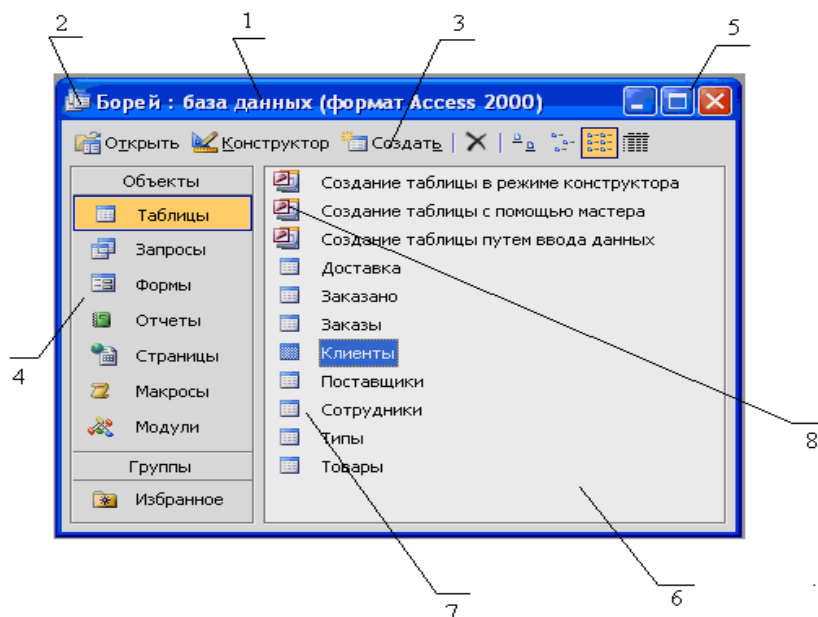 2 1 3 5
Борей : база данных (формат Access 2000)
Открыть Конструктор Создать
Объекты
Таблицы
Запросы
Формы
Отчеты
Страницы
Макросы
Модули
Группы
Избранное
Создание таблицы в режиме конструктора
Создание таблицы с помощью мастера
Создание таблицы путем ввода данных
Доставка
Заказано
Заказы
Клиенты
Поставщики
Сотрудники
Типы
Товары
4
8
7
6